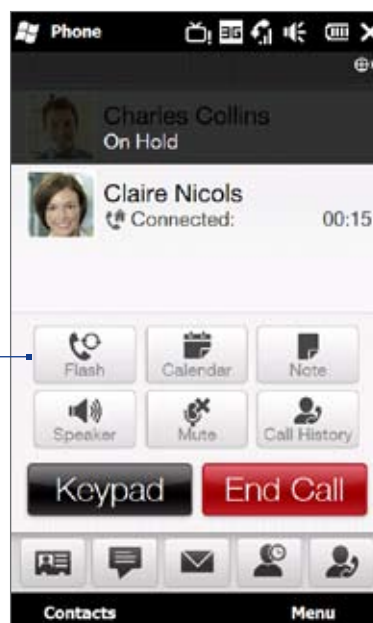 Phone 3G
Charles Collins
On Hold
Claire Nicols
Connected: 00:15
Flash Calendar Note
Speaker Mute Call History
Keypad End Call
Contacts Menu